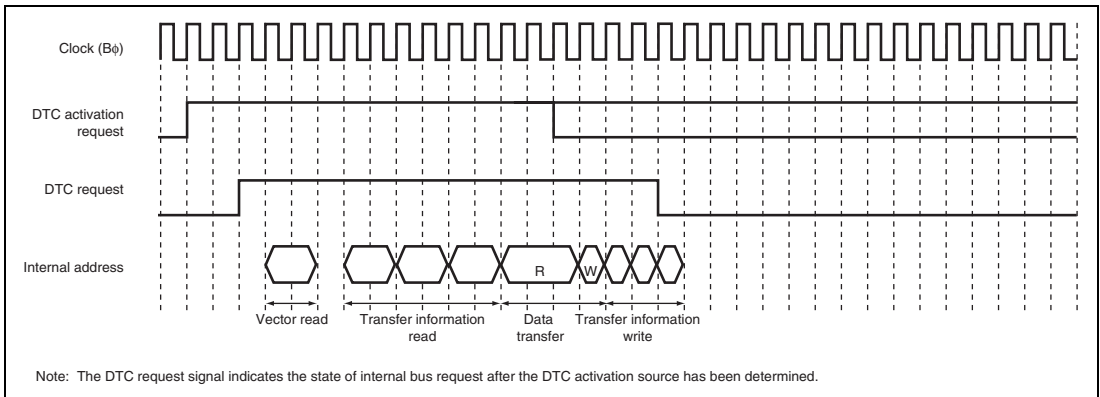 Clock (Bϕ)
DTC activation
request
DTC request
Internal address
R
W
Vector read
Transfer information
read
Data
transfer
Transfer information
write
Note: The DTC request signal indicates the state of internal bus request after the DTC activation source has been determined.